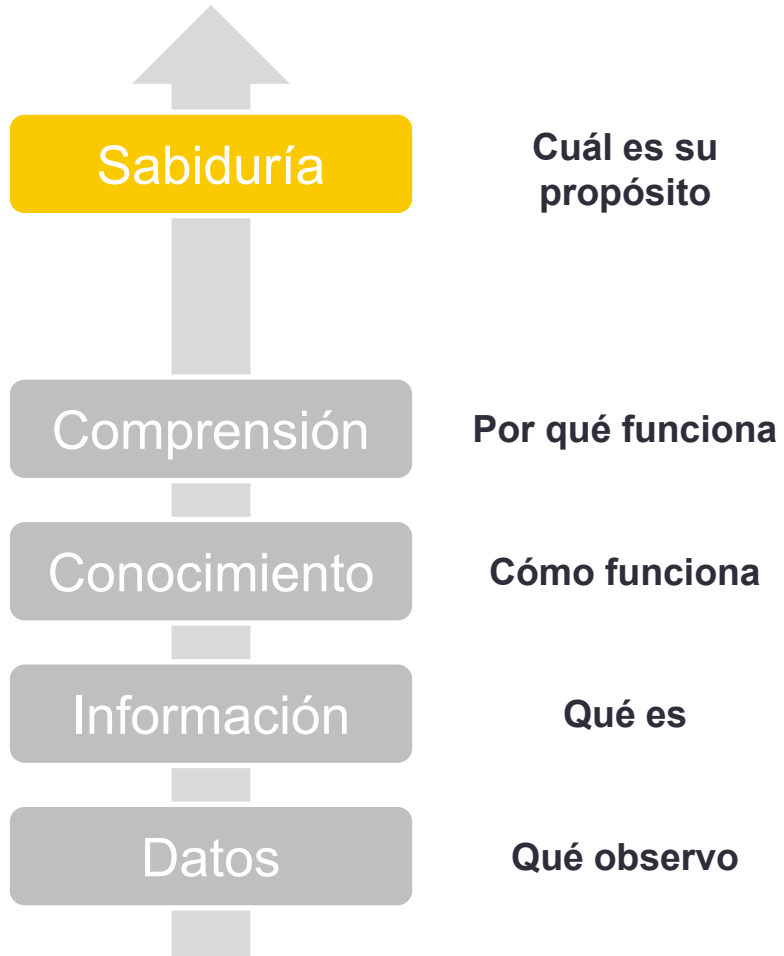 Sabiduría
Cuál es su
propósito
Comprensión
Por qué funciona
Conocimiento
Cómo funciona
Información
Qué es
Datos
Qué observo